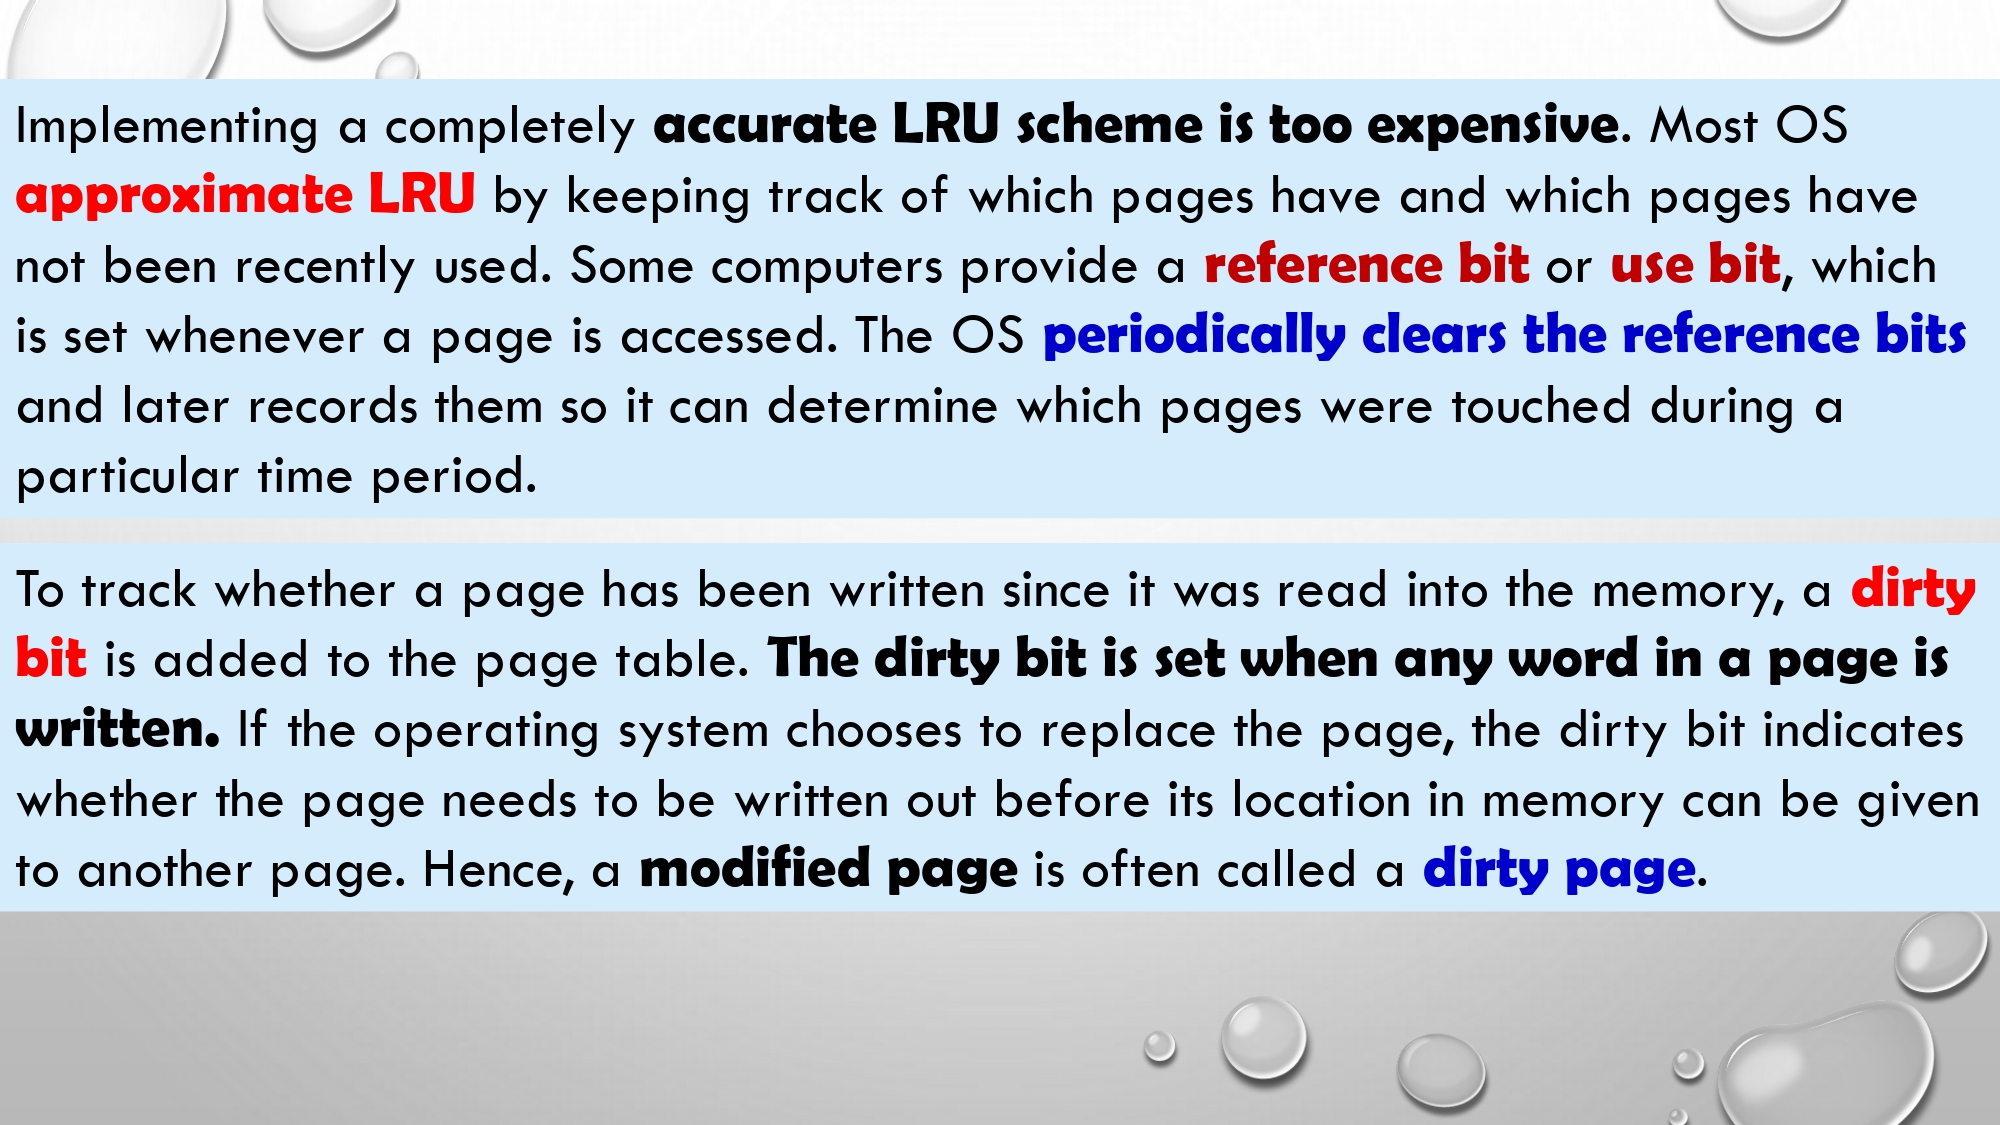 Implementing a completely accurate LRU scheme is too expensive. Most OS
approximate LRU by keeping track of which pages have and which pages have
not been recently used. Some computers provide a reference bit or use bit, which
is set whenever a page is accessed. The OS periodically clears the reference bits
and later records them so it can determine which pages were touched during a
particular time period.
To track whether a page has been written since it was read into the memory, a dirty
bit is added to the page table. The dirty bit is set when any word in a page is
written. If the operating system chooses to replace the page, the dirty bit indicates
whether the page needs to be written out before its location in memory can be given
to another page. Hence, a modified page is often called a dirty page.